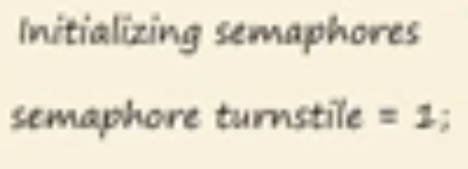 Initializing semaphores
semaphore turnstile = 1;